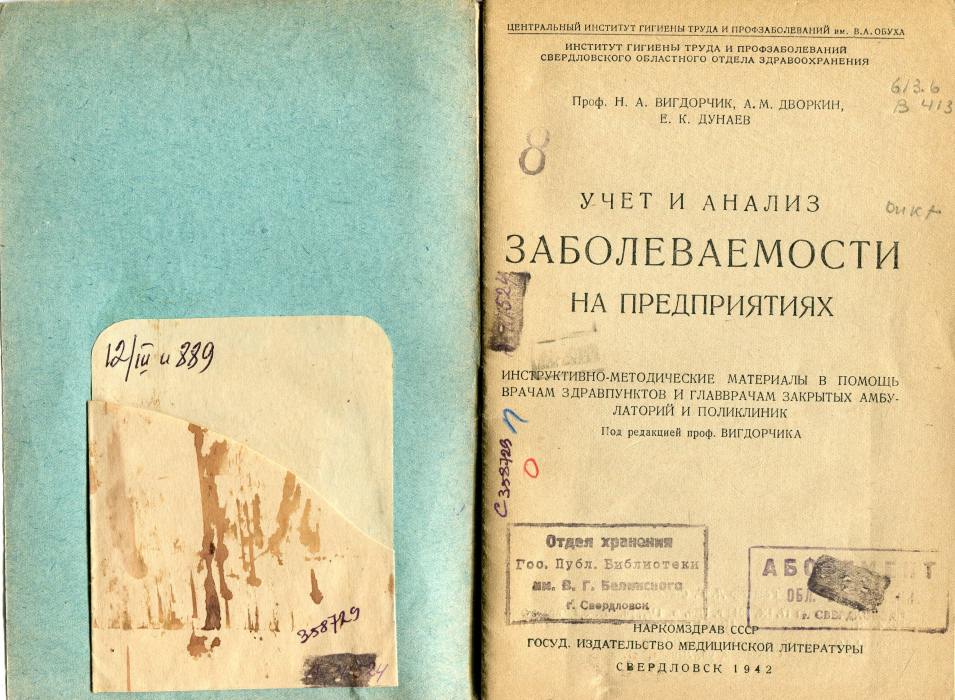 12/III и 889
358729
ЦЕНТРАЛЬНЫЙ ИНСТИТУТ ГИГИЕНЫ ТРУДА И ПРОФЗАБОЛЕВАНИЙ им. В.А. ОБУХА
ИНСТИТУТ ГИГИЕНЫ ТРУДА И ПРОФЗАБОЛЕВАНИЙ
СВЕРДЛОВСКОГО ОБЛАСТНОГО ОТДЕЛА ЗДРАВООХРАНЕНИЯ
613.6
В 413
Проф. Н. А. ВИГДОРЧИК, А. М. ДВОРКИН,
Е. К. ДУНАЕВ
8
УЧЕТ И АНАЛИЗ
ЗАБОЛЕВАЕМОСТИ
НА ПРЕДПРИЯТИЯХ
ИНСТРУКТИВНО-МЕТОДИЧЕСКИЕ МАТЕРИАЛЫ В ПОМОЩЬ
ВРАЧАМ ЗДРАВПУНКТОВ И ГЛАВВРАЧАМ ЗАКРЫТЫХ АМБУ-
ЛАТОРИЙ И ПОЛИКЛИНИК
Под редакцией проф. ВИГДОРЧИКА
С 358729
Отдел хранения
Гос. Публ. Библиотеки
им. В. Г. Белинского
г. Свердловск
НАРКОМЗДРАВ СССР
ГОСУД. ИЗДАТЕЛЬСТВО МЕДИЦИНСКОЙ ЛИТЕРАТУРЫ
СВЕРДЛОВСК 1942